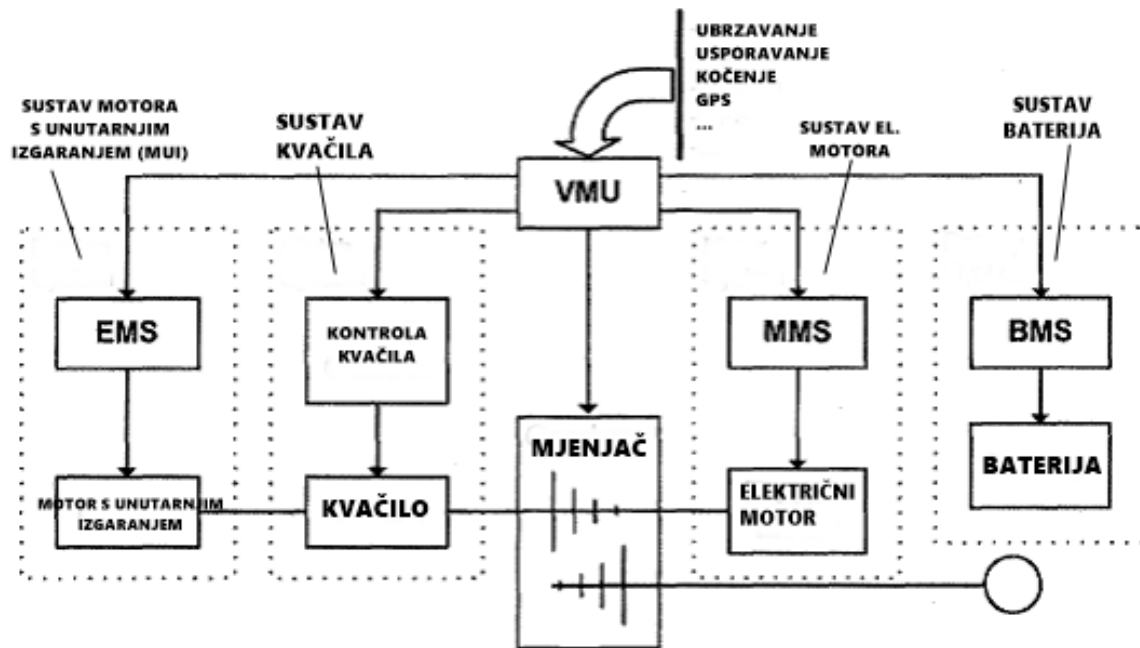 UBRZAVANJE
USPORAVANJE
KOČENJE
GPS
...
SUSTAV MOTORA
S UNUTARNJIM
IZGARANJEM (MUI)
SUSTAV
KVAČILA
SUSTAV EL.
MOTORA
SUSTAV
BATERIJA
VMU
EMS
KONTROLA
KVAČILA
MMS
BMS
MJENJAČ
BATERIJA
MOTOR S UNUTARNJIM
IZGARANJEM
KVAČILO
ELEKTRIČNI
MOTOR